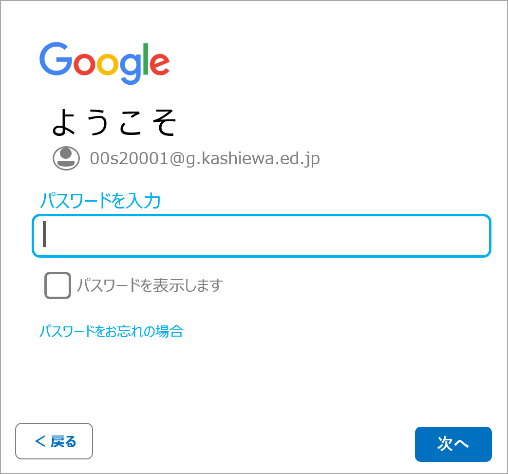 Google
ようこそ
00s20001@g.kashiewa.ed.jp
パスワードを入力
パスワードを表示します
パスワードをお忘れの場合
< 戻る
次へ